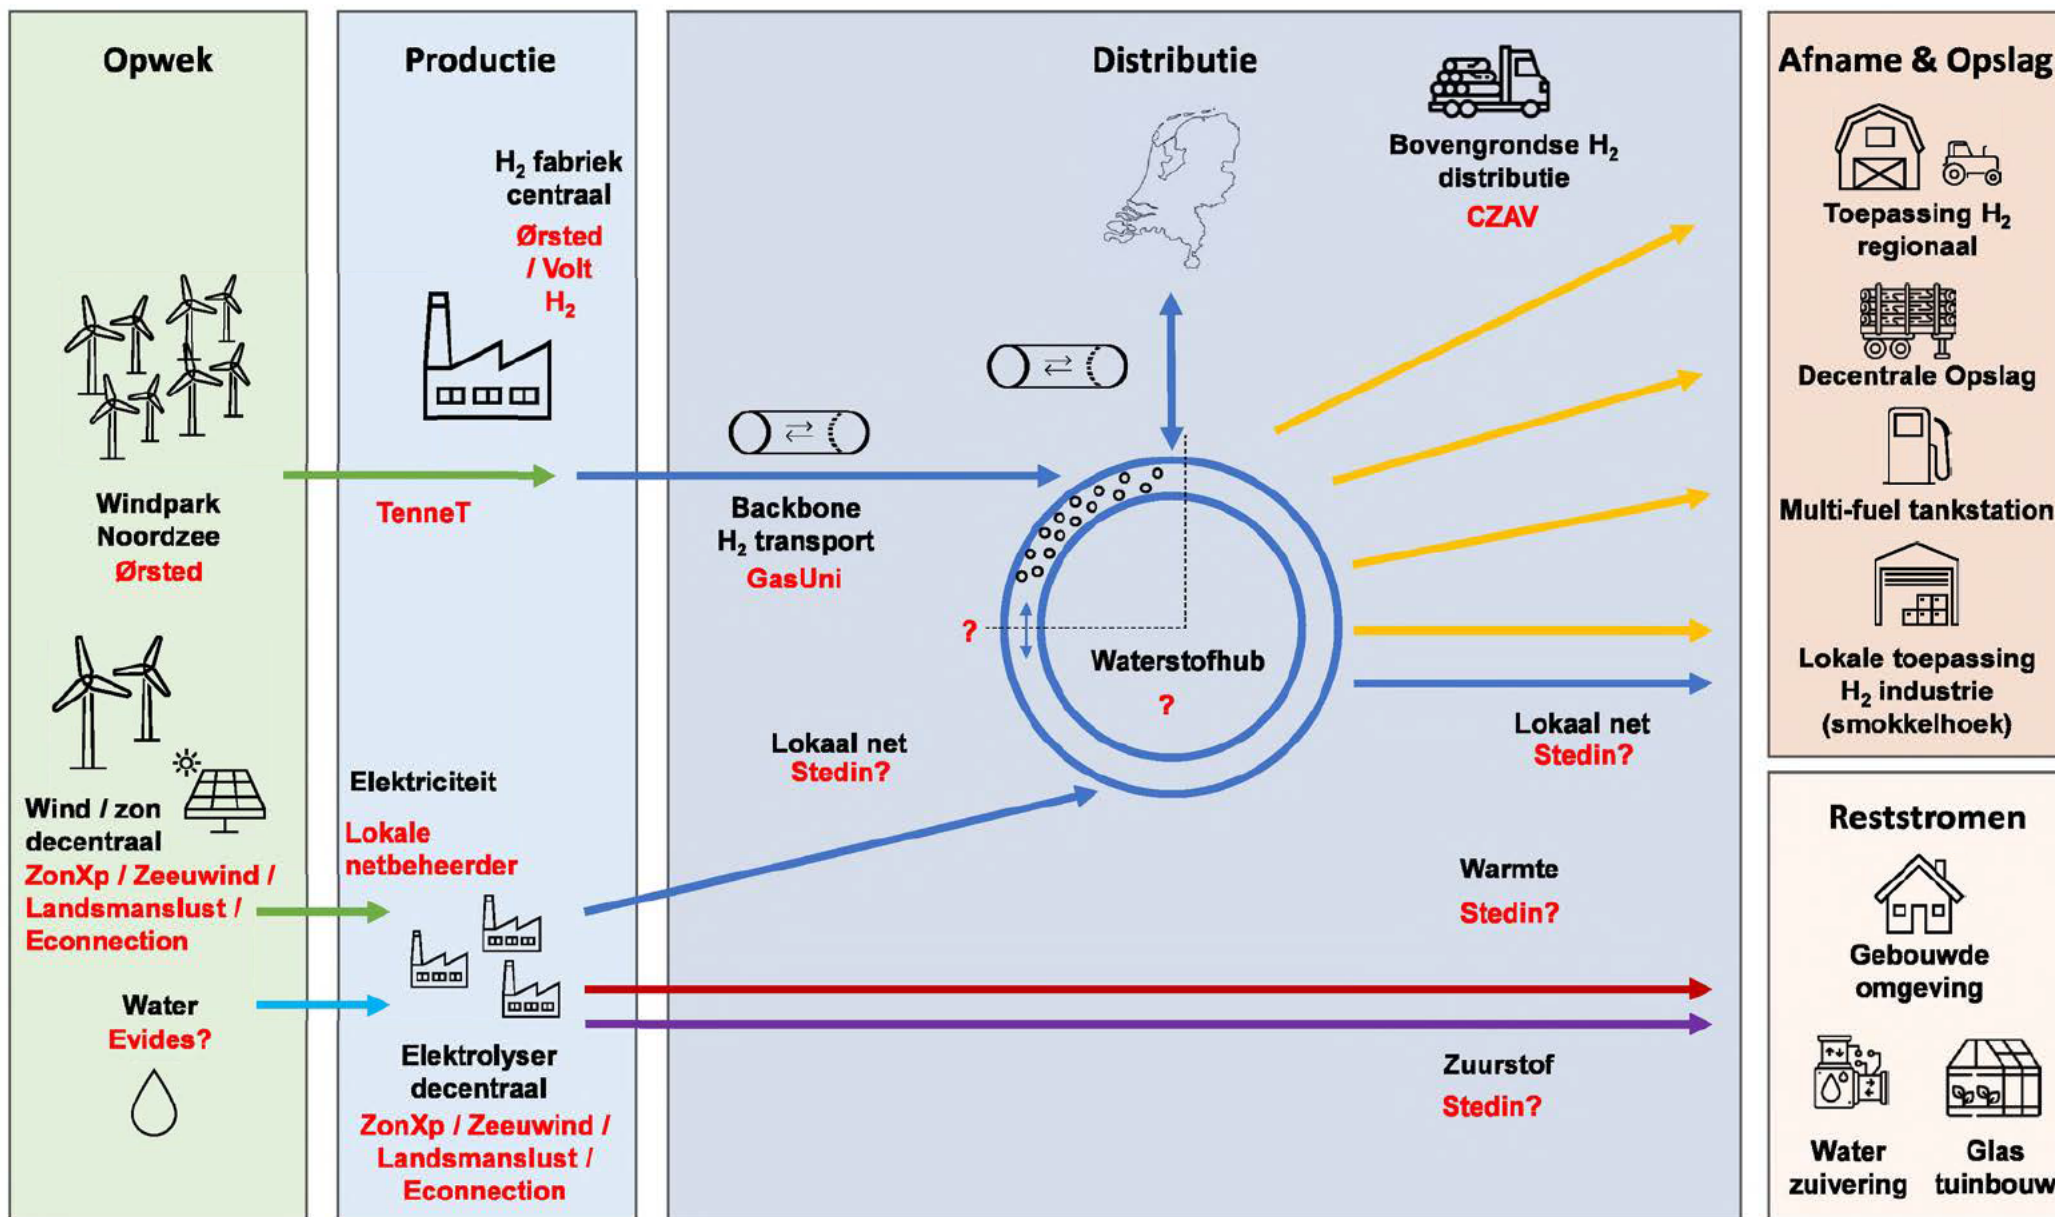 Opwek
Windpark
Noordzee
Ørsted
Wind / zon
decentraal
ZonXp / Zeeuwind /
Landsmanslust /
Econnection
Water
Evides?
Productie
H₂ fabriek
centraal
Ørsted
/ Volt
H₂
TenneT
Elektriciteit
Lokale
netbeheerder
Elektrolyser
decentraal
ZonXp / Zeeuwind /
Landsmanslust /
Econnection
Distributie
Bovengrondse H₂
distributie
CZAV
Backbone
H₂ transport
GasUni
?
Waterstofhub
?
Lokaal net
Stedin?
Lokaal net
Stedin?
Warmte
Stedin?
Zuurstof
Stedin?
Afname & Opslag
Toepassing H₂
regionaal
Decentrale Opslag
Multi-fuel tankstation
Lokale toepassing
H₂ industrie
(smokkelhoek)
Reststromen
Gebouwde
omgeving
Water
zuivering
Glas
tuinbouw